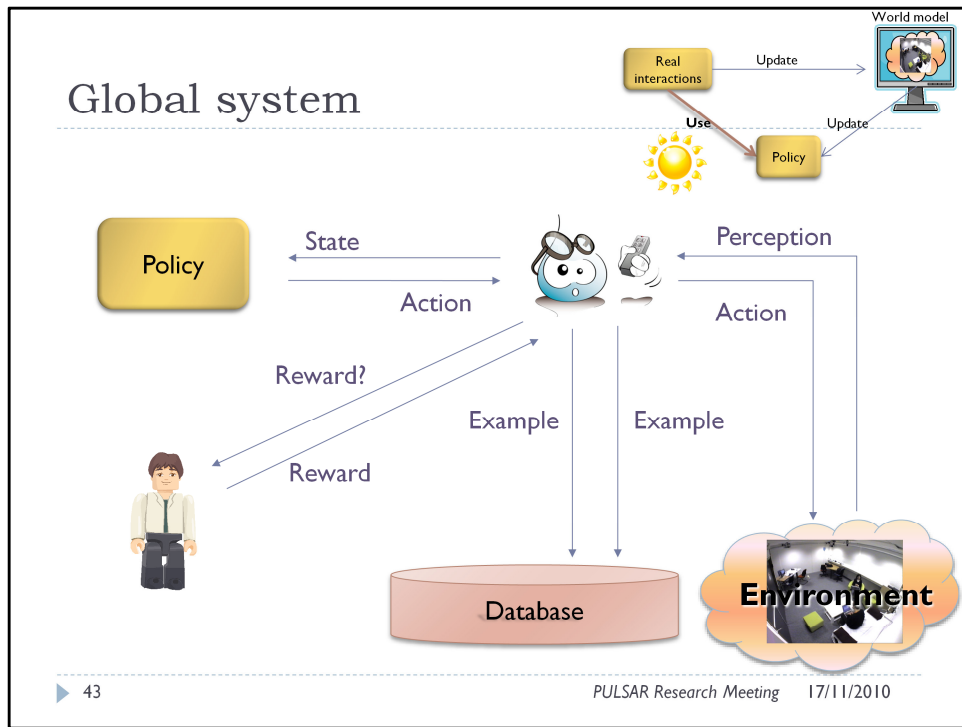 World model
Real
interactions
Update
Global system
Use
Update
Policy
State
Perception
Policy
Action
Action
Reward?
Example
Example
Reward
Environment
Database
43
PULSAR Research Meeting 17/11/2010